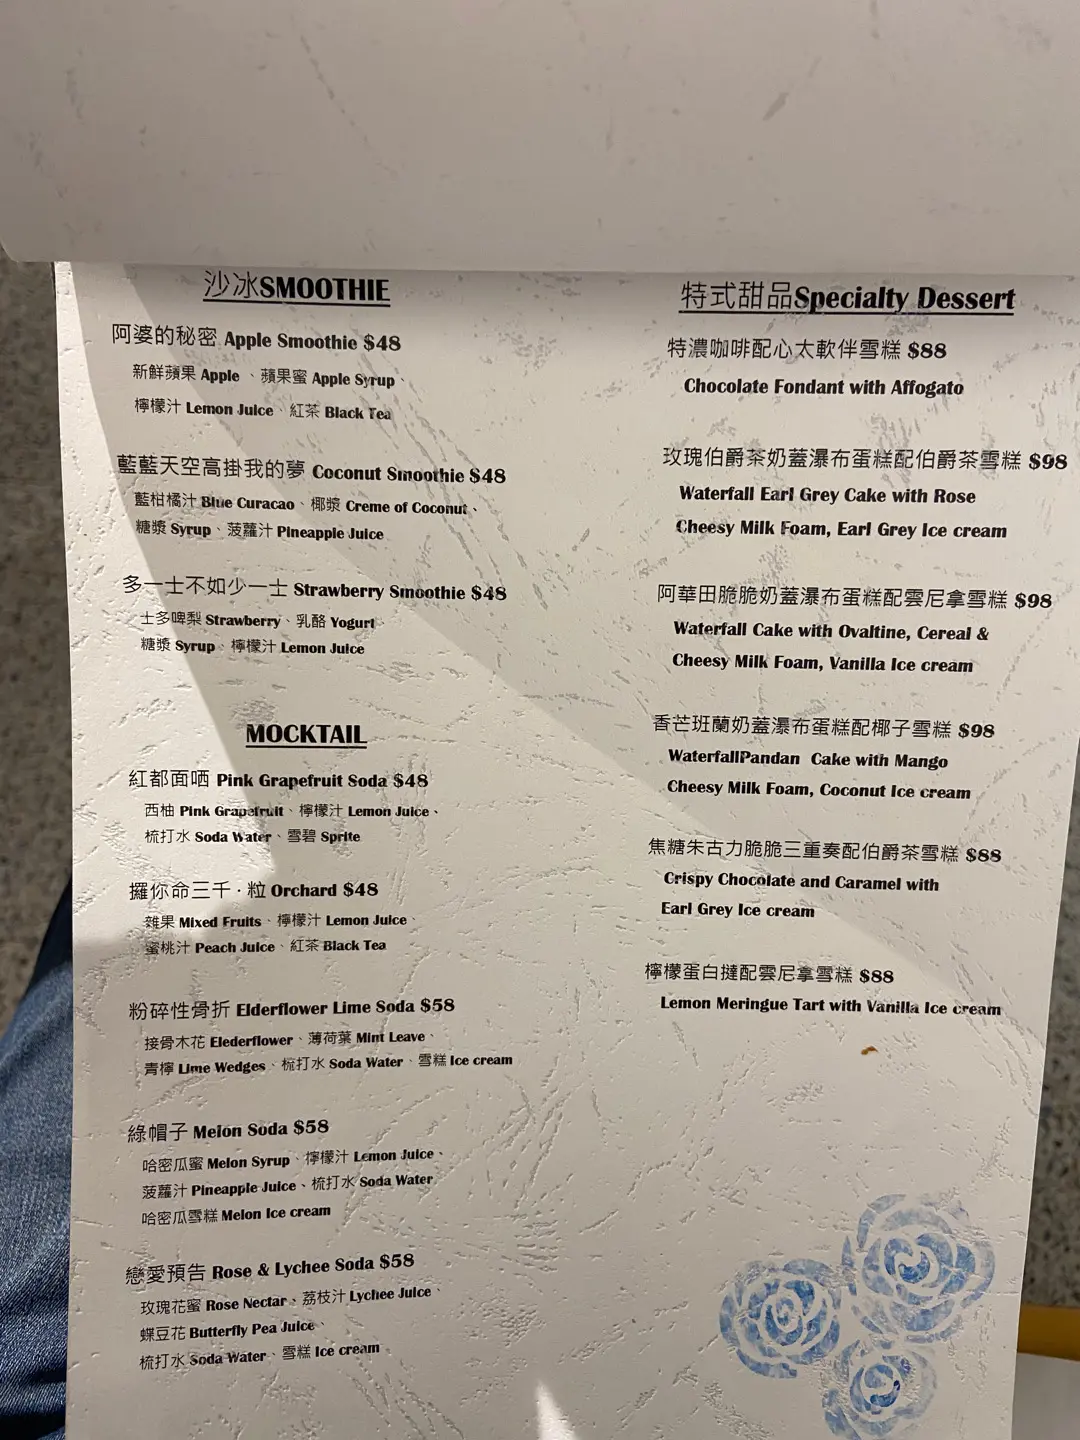 沙冰SMOOTHIE
阿婆的秘密 Apple Smoothie $48
新鮮蘋果 Apple 、蘋果蜜 Apple Syrup、
檸檬汁 Lemon Juice、紅茶 Black Tea
藍藍天空高掛我的夢 Coconut Smoothie $48
藍柑橘汁 Blue Curacao、椰漿 Creme of Coconut、
糖漿 Syrup、菠蘿汁 Pineapple Juice
多一士不如少一士 Strawberry Smoothie $48
士多啤梨 Strawberry、乳酪 Yogurt
糖漿 Syrup、檸檬汁 Lemon Juice
MOCKTAIL
紅都面哂 Pink Grapefruit Soda $48
西柚 Pink Grapefruit、檸檬汁 Lemon Juice、
梳打水 Soda Water、雪碧 Sprite
攞你命三千·粒 Orchard $48
雜果 Mixed Fruits、檸檬汁 Lemon Juice、
蜜桃汁 Peach Juice、紅茶 Black Tea
粉碎性骨折 Elderflower Lime Soda $58
接骨木花 Elederflower、薄荷葉 Mint Leave、
青檸 Lime Wedges、梳打水 Soda Water、雪糕 Ice cream
綠帽子 Melon Soda $58
哈密瓜蜜 Melon Syrup、檸檬汁 Lemon Juice、
菠蘿汁 Pineapple Juice、梳打水 Soda Water
哈密瓜雪糕 Melon Ice cream
戀愛預告 Rose & Lychee Soda $58
玫瑰花蜜 Rose Nectar、荔枝汁 Lychee Juice、
蝶豆花 Butterfly Pea Juice、
梳打水 Soda Water、雪糕 Ice cream
特式甜品Specialty Dessert
特濃咖啡配心太軟伴雪糕 $88
Chocolate Fondant with Affogato
玫瑰伯爵茶奶蓋瀑布蛋糕配伯爵茶雪糕 $98
Waterfall Earl Grey Cake with Rose
Cheesy Milk Foam, Earl Grey Ice cream
阿華田脆脆奶蓋瀑布蛋糕配雲尼拿雪糕 $98
Waterfall Cake with Ovaltine, Cereal &
Cheesy Milk Foam, Vanilla Ice cream
香芒班蘭奶蓋瀑布蛋糕配椰子雪糕 $98
WaterfallPandan Cake with Mango
Cheesy Milk Foam, Coconut Ice cream
焦糖朱古力脆脆三重奏配伯爵茶雪糕 $88
Crispy Chocolate and Caramel with
Earl Grey Ice cream
檸檬蛋白撻配雲尼拿雪糕 $88
Lemon Meringue Tart with Vanilla Ice cream